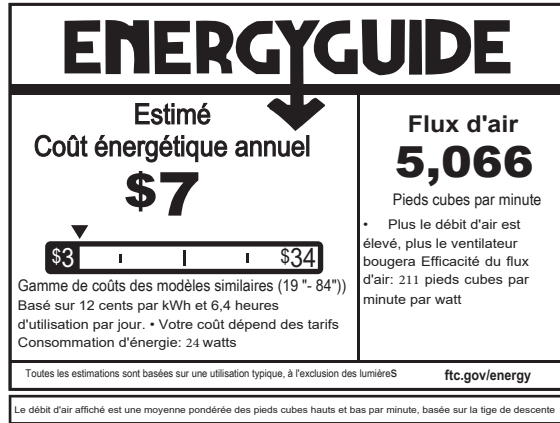 ENERGYGUIDE
Estimé
Coût énergétique annuel
$7
$3
$34
Gamme de coûts des modèles similaires (19 "- 84"))
Basé sur 12 cents par kWh et 6,4 heures
d'utilisation par jour. • Votre coût dépend des tarifs
Consommation d'énergie: 24 watts
Flux d'air
5,066
Pieds cubes par minute
• Plus le débit d'air est
élevé, plus le ventilateur
bougera Efficacité du flux
d'air: 211 pieds cubes par
minute par watt
Toutes les estimations sont basées sur une utilisation typique, à l'exclusion des lumièreS
ftc.gov/energy
Le débit d'air affiché est une moyenne pondérée des pieds cubes hauts et bas par minute, basée sur la tige de descente